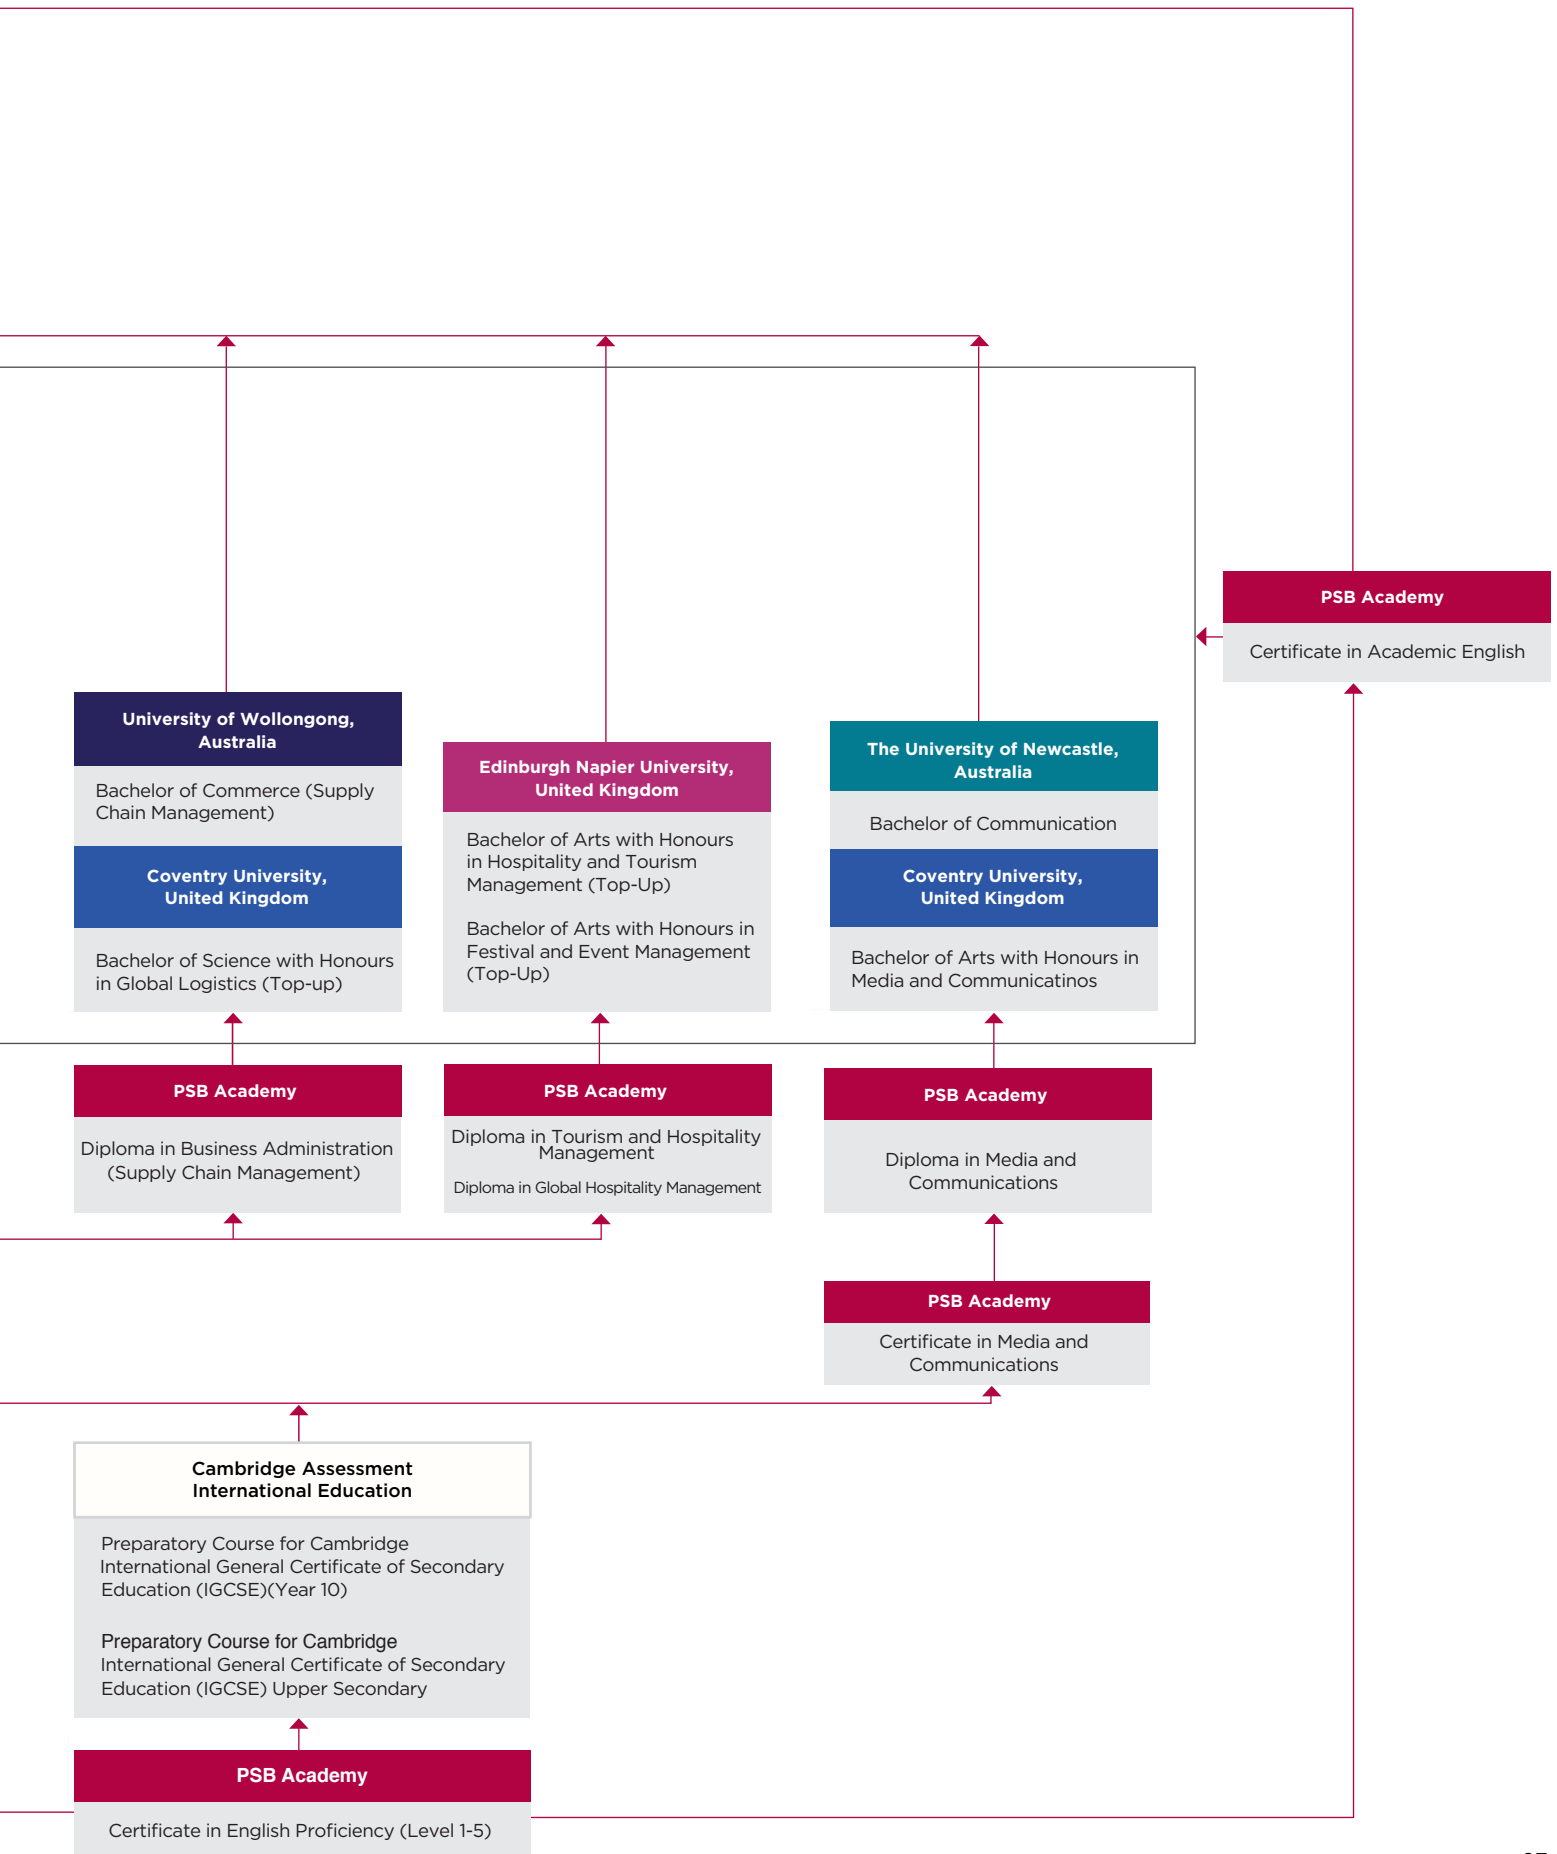 PSB Academy
Certificate in Academic English
University of Wollongong,
Australia
Bachelor of Commerce (Supply
Chain Management)
Coventry University,
United Kingdom
Bachelor of Science with Honours
in Global Logistics (Top-up)
Edinburgh Napier University,
United Kingdom
Bachelor of Arts with Honours
in Hospitality and Tourism
Management (Top-Up)
Bachelor of Arts with Honours in
Festival and Event Management
(Top-Up)
The University of Newcastle,
Australia
Bachelor of Communication
Coventry University,
United Kingdom
Bachelor of Arts with Honours in
Media and Communicatinos
PSB Academy
Diploma in Business Administration
(Supply Chain Management)
PSB Academy
Diploma in Tourism and Hospitality
Management
Diploma in Global Hospitality Management
PSB Academy
Diploma in Media and
Communications
PSB Academy
Certificate in Media and
Communications
Cambridge Assessment
International Education
Preparatory Course for Cambridge
International General Certificate of Secondary
Education (IGCSE)(Year 10)
Preparatory Course for Cambridge
International General Certificate of Secondary
Education (IGCSE) Upper Secondary
PSB Academy
Certificate in English Proficiency (Level 1-5)